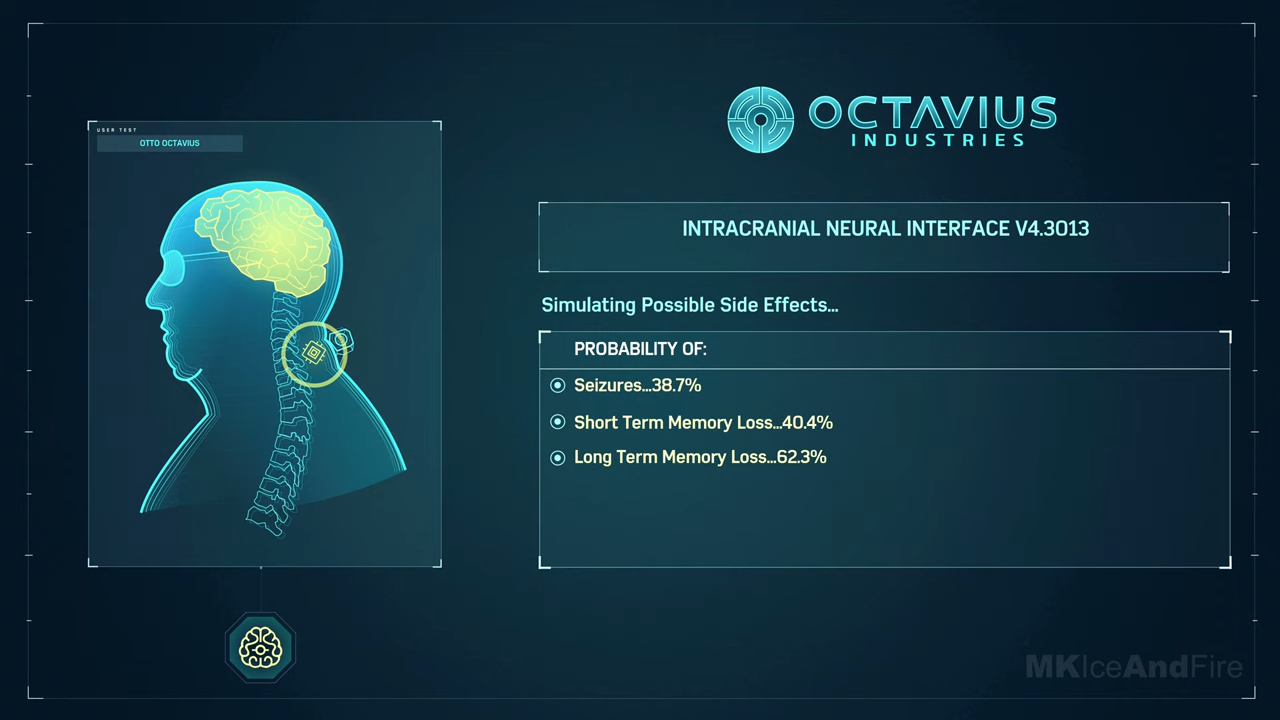 USER TEST
OTTO OCTAVIUS
OCTAVIUS
INDUSTRIES
INTRACRANIAL NEURAL INTERFACE V4.3013
Simulating Possible Side Effects...
PROBABILITY OF:
Seizures...38.7%
Short Term Memory Loss...40.4%
Long Term Memory Loss...62.3%
MKIceAndFire